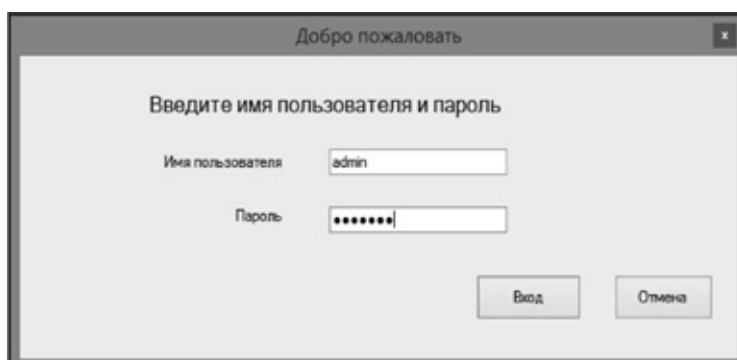 Добро пожаловать
x
Введите имя пользователя и пароль
Имя пользователя admin
Пароль •••••••
Вход Отмена